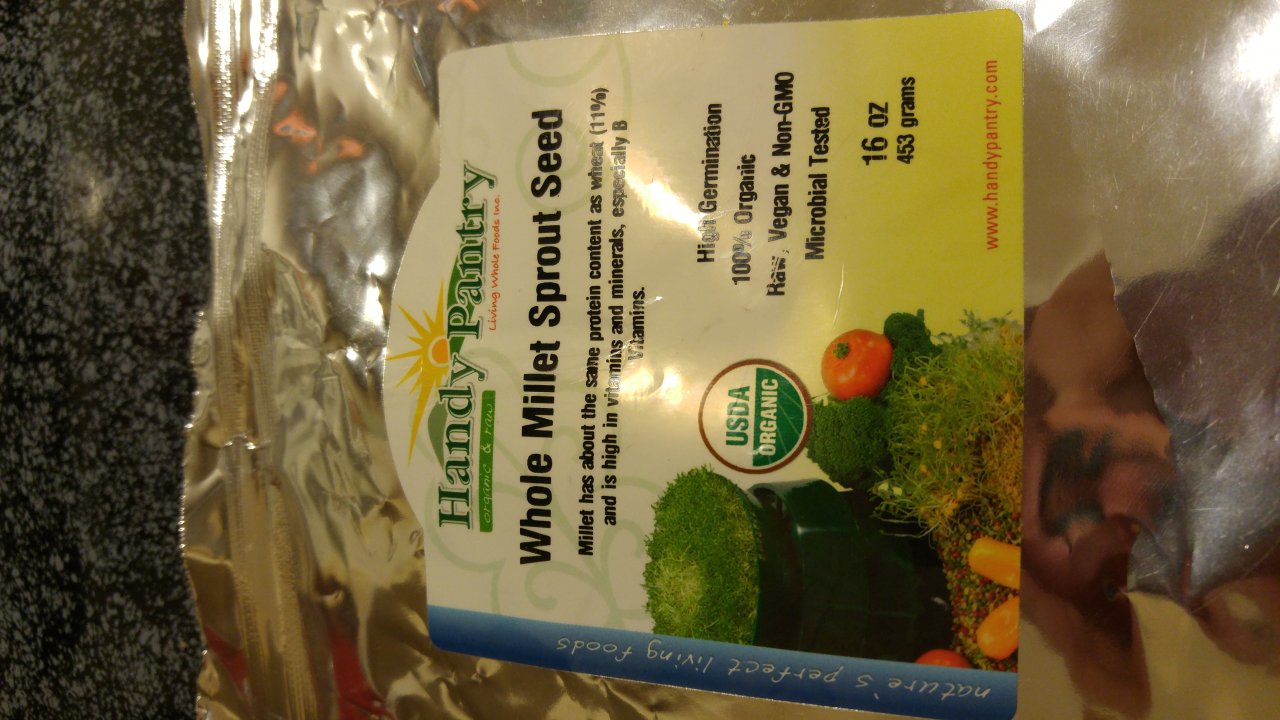 Handy Pantry
organic & raw
Living Whole Foods Inc.
Whole Millet Sprout Seed
Millet has about the same protein content as wheat (11%)
and is high in vitamins and minerals, especially B
Vitamins.
High Germination
100% Organic
Raw, Vegan & Non-GMO
Microbial Tested
USDA
ORGANIC
16 oz
453 grams
www.handypantry.com
nature's perfect living foods